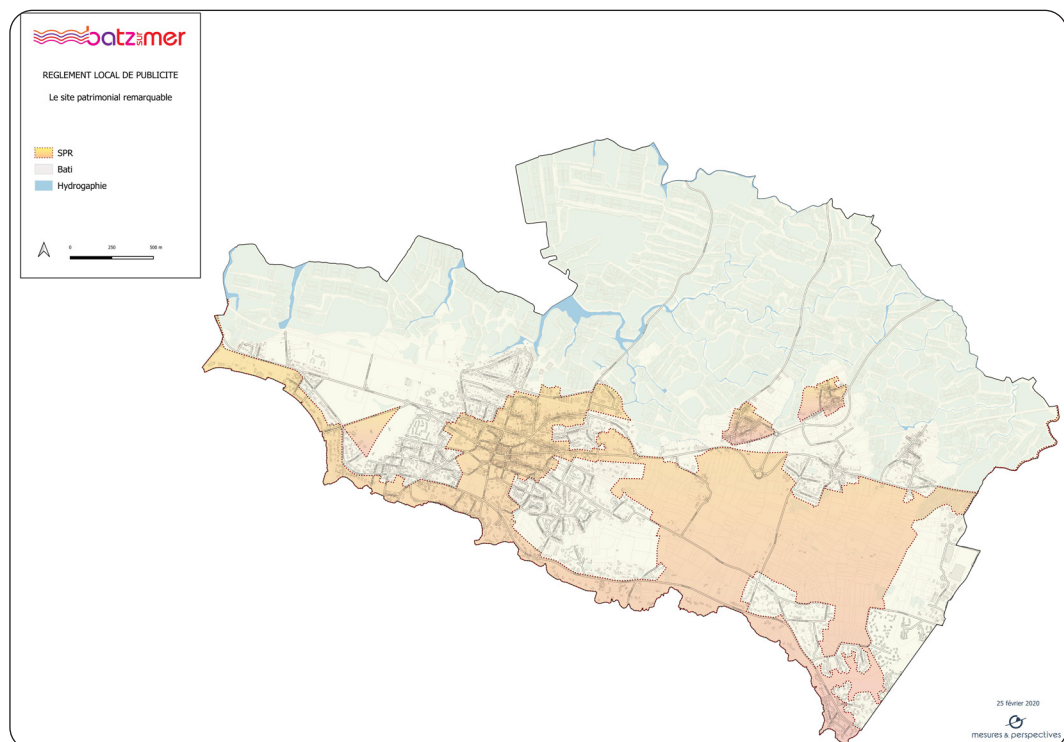 batz sur mer
REGLEMENT LOCAL DE PUBLICITE
Le site patrimonial remarquable
SPR
Bati
Hydrogaphie
0 250 500 m
25 février 2020
mesures & perspectives